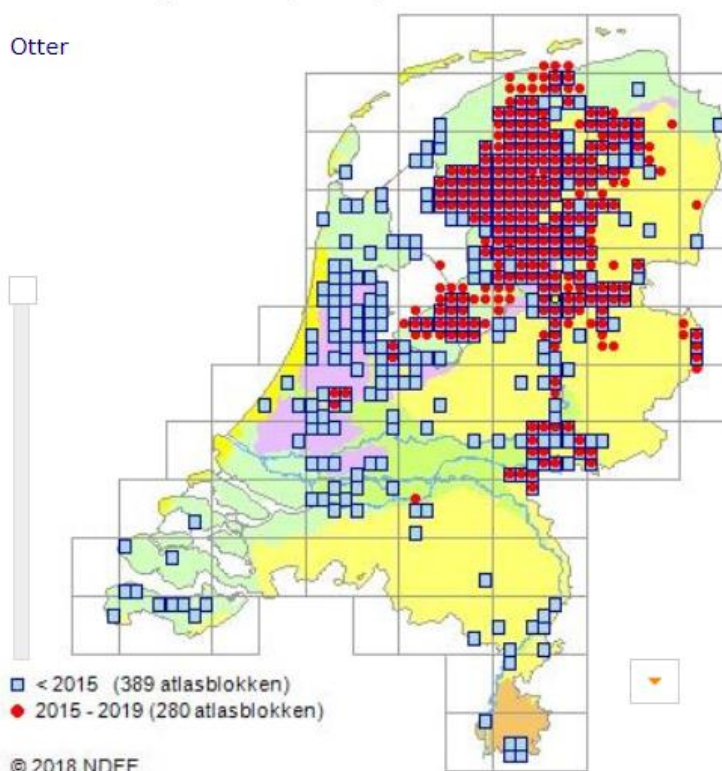 Otter
< 2015 (389 atlasblokken)
2015 - 2019 (280 atlasblokken)
© 2018 NDFF